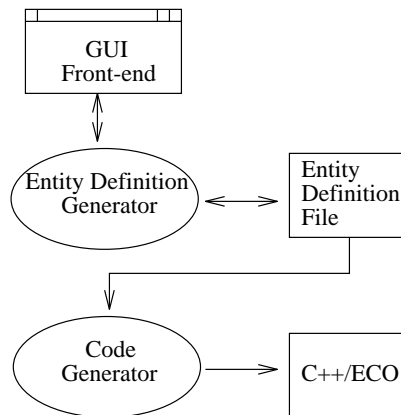 GUI
Front-end
Entity Definition
Generator
Entity
Definition
File
Code
Generator
C++/ECO